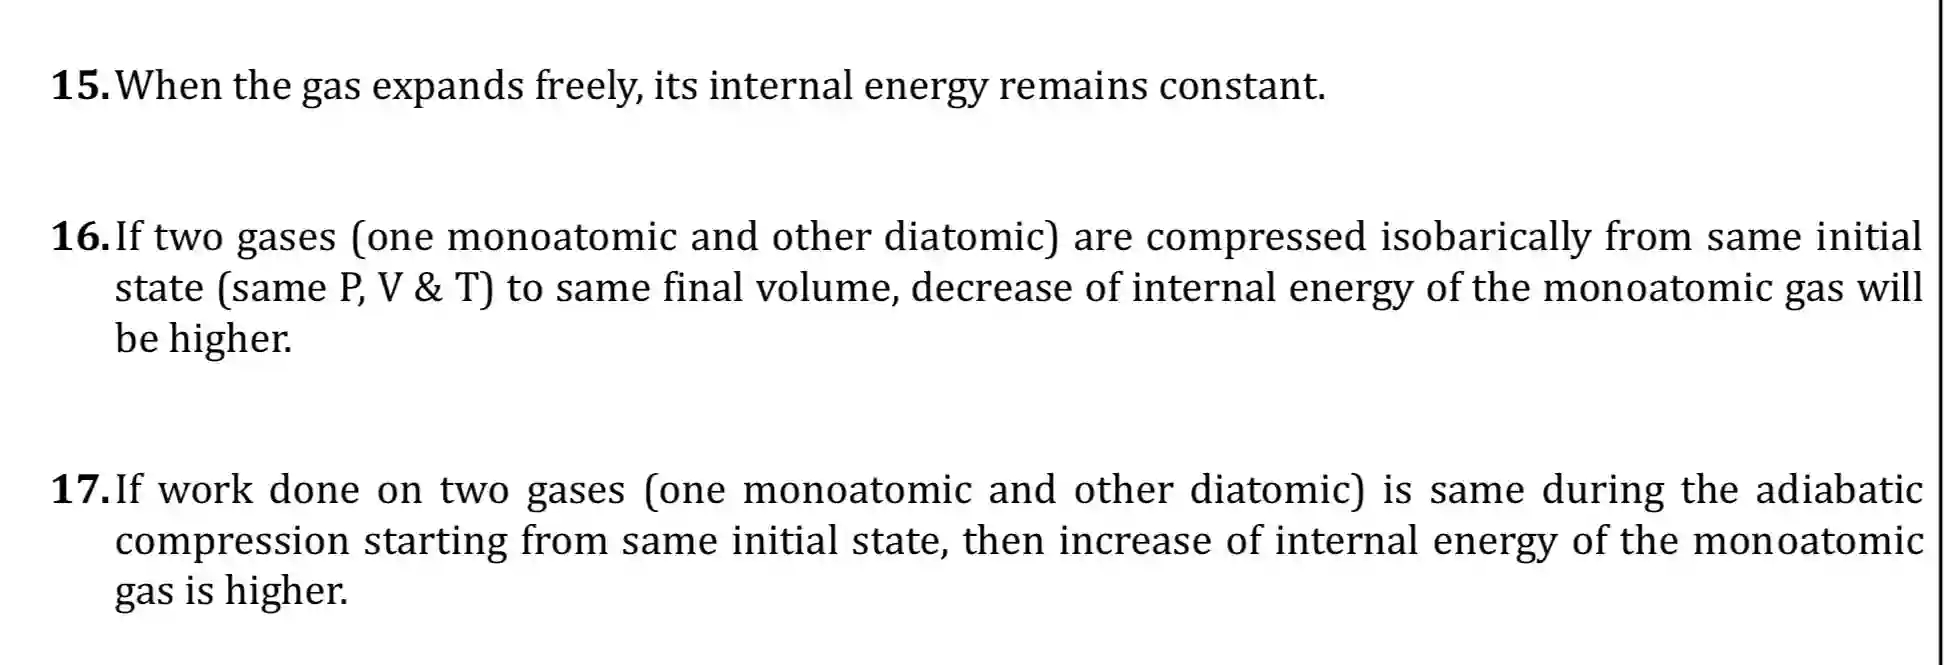 15. When the gas expands freely, its internal energy remains constant.
16. If two gases (one monoatomic and other diatomic) are compressed isobarically from same initial
state (same P, V & T) to same final volume, decrease of internal energy of the monoatomic gas will
be higher.
17. If work done on two gases (one monoatomic and other diatomic) is same during the adiabatic
compression starting from same initial state, then increase of internal energy of the monoatomic
gas is higher.